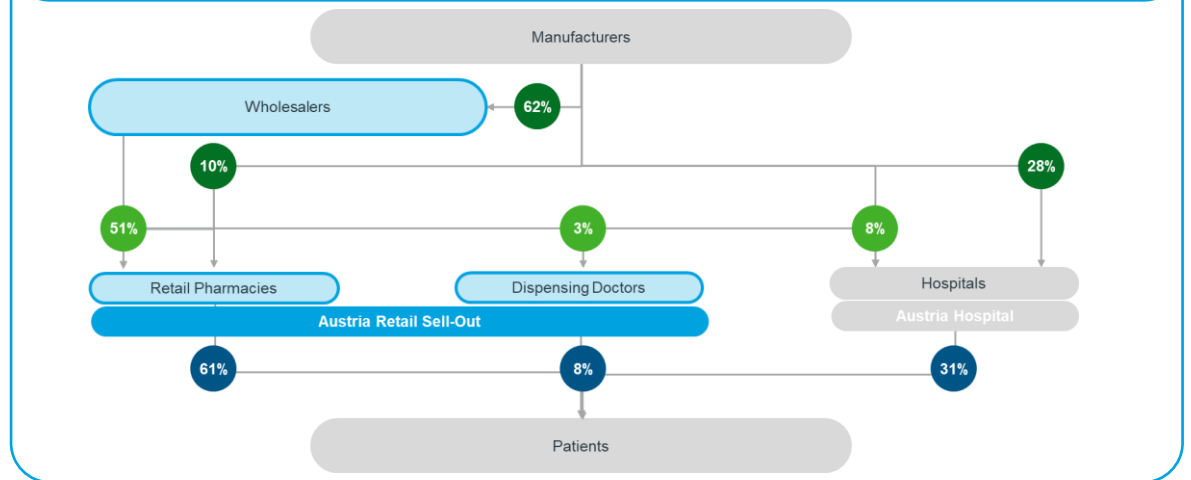 Manufacturers
Wholesalers
62%
10%
28%
51%
3%
8%
Retail Pharmacies
Dispensing Doctors
Hospitals
Austria Retail Sell-Out
Austria Hospital
61%
8%
31%
Patients